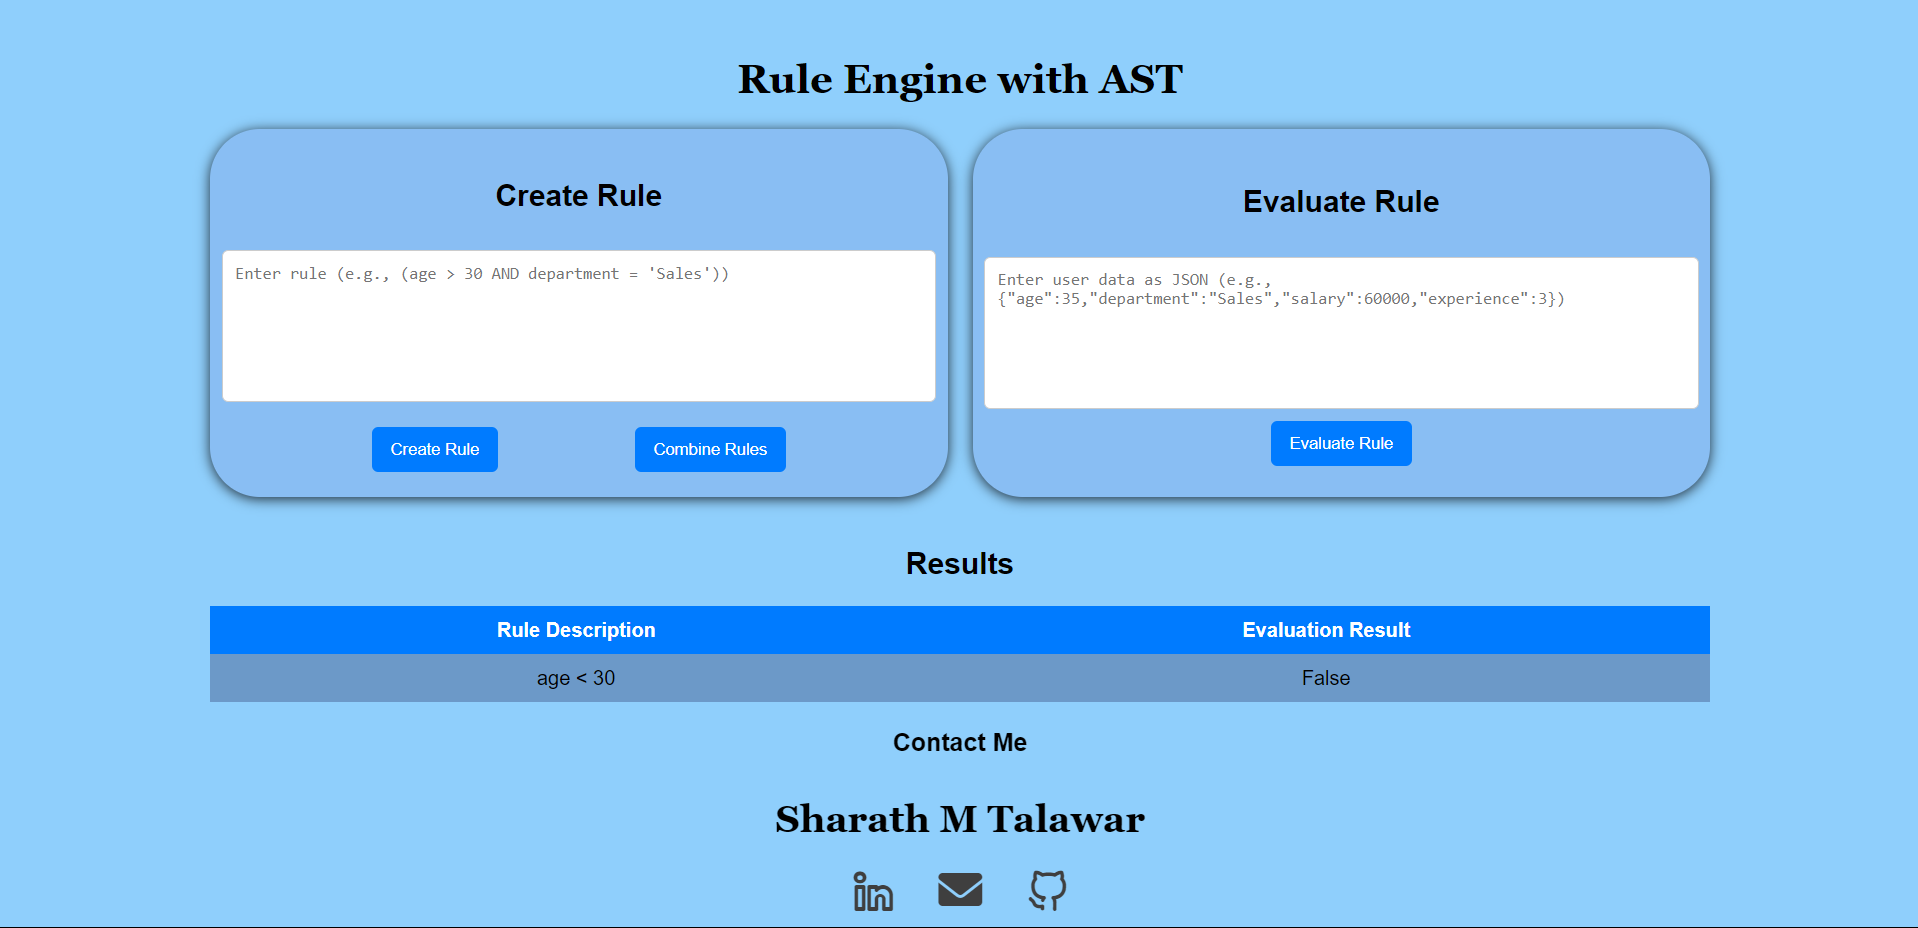 Rule Engine with AST
Create Rule
Enter rule (e.g., (age > 30 AND department = 'Sales'))
Create Rule
Combine Rules
Evaluate Rule
Enter user data as JSON (e.g.,
{"age":35,"department":"Sales","salary":60000,"experience":3})
Evaluate Rule
Results
Rule Description
Evaluation Result
age < 30
False
Contact Me
Sharath M Talawar
in